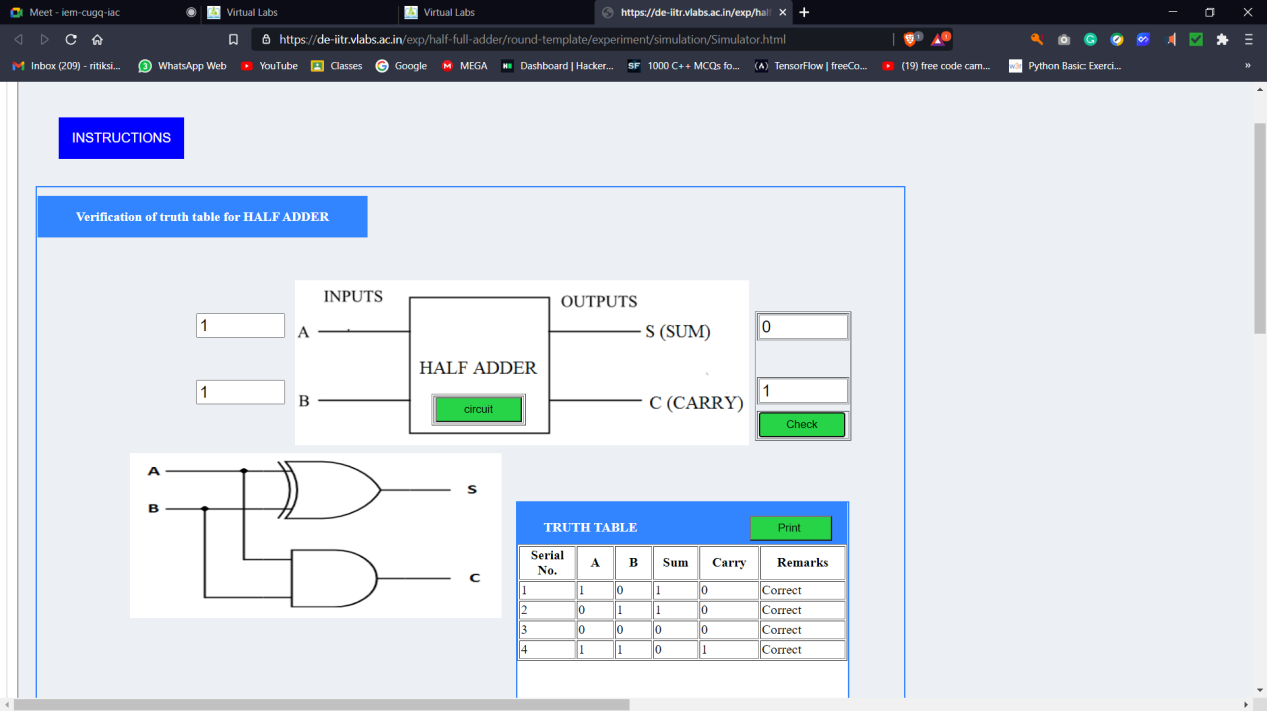 Meet - iem-cugq-iac
Virtual Labs
Virtual Labs
https://de-iitr.vlabs.ac.in/exp/hal
https://de-iitr.vlabs.ac.in/exp/half-full-adder/round-template/experiment/simulation/Simulator.html
Inbox (209) - ritiksi... WhatsApp Web YouTube Classes Google MEGA Dashboard | Hacker... 1000 C++ MCQs fo... TensorFlow | freeCo... (19) free code cam... Python Basic: Exerci... »
INSTRUCTIONS
Verification of truth table for HALF ADDER
INPUTS OUTPUTS
1 A S (SUM) 0
HALF ADDER
1 B C (CARRY) 1
circuit
Check
A
S
B
C
TRUTH TABLE Print
Serial No. A B Sum Carry Remarks
1 1 0 1 0 Correct
2 0 1 1 0 Correct
3 0 0 0 0 Correct
4 1 1 0 1 Correct